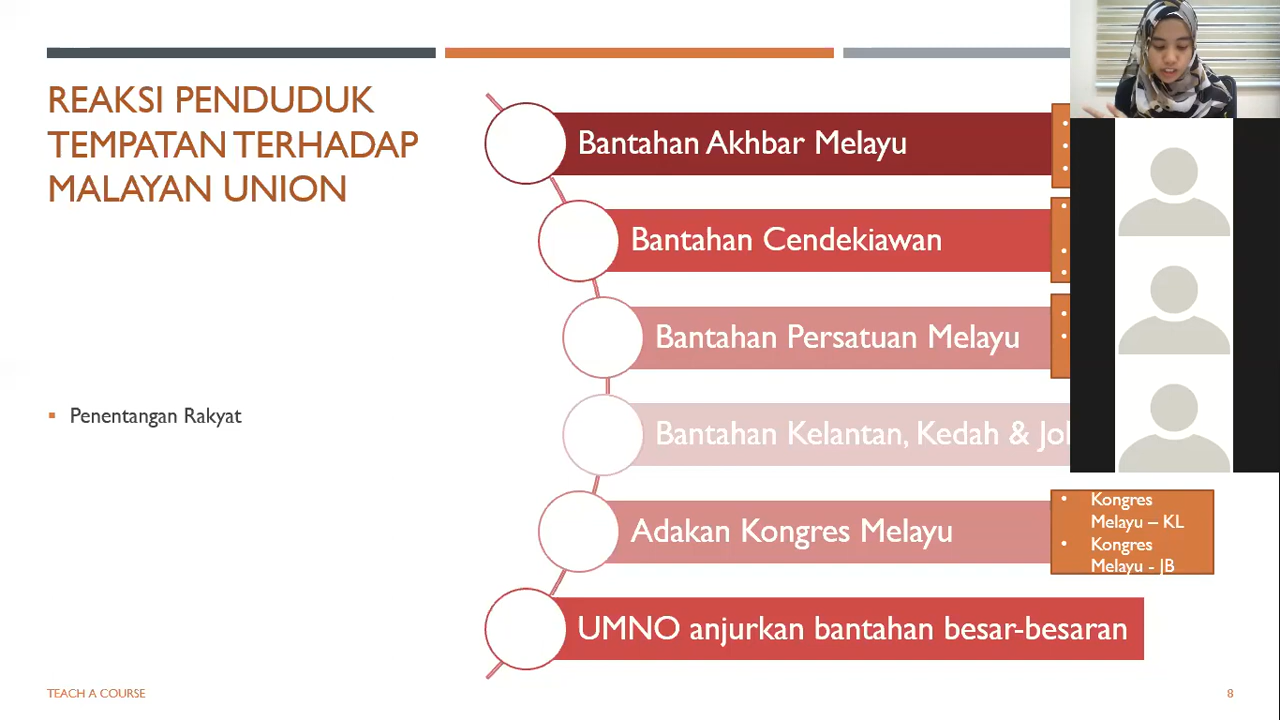 REAKSI PENDUDUK
TEMPATAN TERHADAP
MALAYAN UNION
Penentangan Rakyat
Bantahan Akhbar Melayu
Bantahan Cendekiawan
Bantahan Persatuan Melayu
Bantahan Kelantan, Kedah &
Adakan Kongres Melayu
Kongres
Melayu – KL
Kongres
Melayu - JB
UMNO anjurkan bantahan besar-besaran
TEACH A COURSE
8